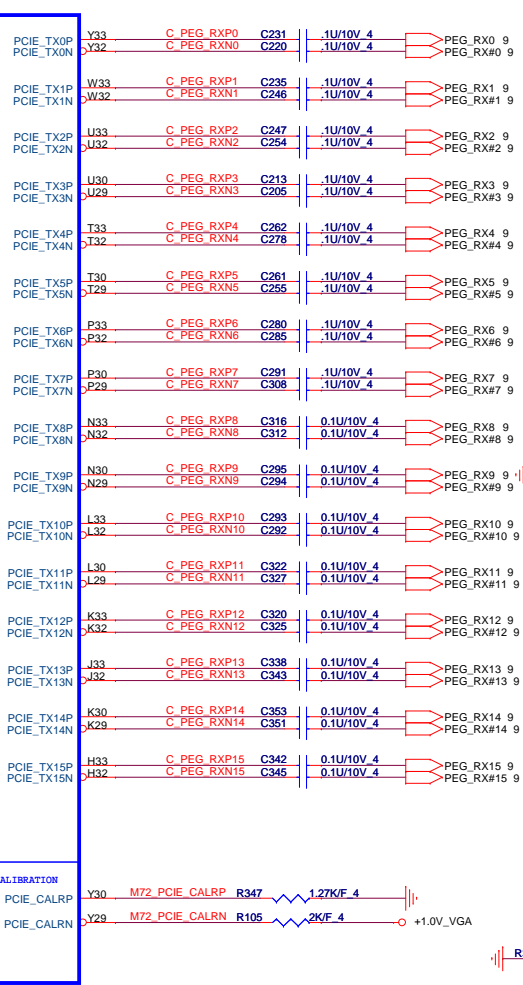 PCIE_TX0P Y33 C_PEG_RXP0 C231 .1U/10V_4 PEG_RX0 9
PCIE_TX0N Y32 C_PEG_RXN0 C220 .1U/10V_4 PEG_RX#0 9
PCIE_TX1P W33 C_PEG_RXP1 C235 .1U/10V_4 PEG_RX1 9
PCIE_TX1N W32 C_PEG_RXN1 C246 .1U/10V_4 PEG_RX#1 9
PCIE_TX2P U33 C_PEG_RXP2 C247 .1U/10V_4 PEG_RX2 9
PCIE_TX2N U32 C_PEG_RXN2 C254 .1U/10V_4 PEG_RX#2 9
PCIE_TX3P U30 C_PEG_RXP3 C213 .1U/10V_4 PEG_RX3 9
PCIE_TX3N U29 C_PEG_RXN3 C205 .1U/10V_4 PEG_RX#3 9
PCIE_TX4P T33 C_PEG_RXP4 C262 .1U/10V_4 PEG_RX4 9
PCIE_TX4N T32 C_PEG_RXN4 C278 .1U/10V_4 PEG_RX#4 9
PCIE_TX5P T30 C_PEG_RXP5 C261 .1U/10V_4 PEG_RX5 9
PCIE_TX5N T29 C_PEG_RXN5 C255 .1U/10V_4 PEG_RX#5 9
PCIE_TX6P P33 C_PEG_RXP6 C280 .1U/10V_4 PEG_RX6 9
PCIE_TX6N P32 C_PEG_RXN6 C285 .1U/10V_4 PEG_RX#6 9
PCIE_TX7P P30 C_PEG_RXP7 C291 .1U/10V_4 PEG_RX7 9
PCIE_TX7N P29 C_PEG_RXN7 C308 .1U/10V_4 PEG_RX#7 9
PCIE_TX8P N33 C_PEG_RXP8 C316 0.1U/10V_4 PEG_RX8 9
PCIE_TX8N N32 C_PEG_RXN8 C312 0.1U/10V_4 PEG_RX#8 9
PCIE_TX9P N30 C_PEG_RXP9 C295 0.1U/10V_4 PEG_RX9 9
PCIE_TX9N N29 C_PEG_RXN9 C294 0.1U/10V_4 PEG_RX#9 9
PCIE_TX10P L33 C_PEG_RXP10 C293 0.1U/10V_4 PEG_RX10 9
PCIE_TX10N L32 C_PEG_RXN10 C292 0.1U/10V_4 PEG_RX#10 9
PCIE_TX11P L30 C_PEG_RXP11 C322 0.1U/10V_4 PEG_RX11 9
PCIE_TX11N L29 C_PEG_RXN11 C327 0.1U/10V_4 PEG_RX#11 9
PCIE_TX12P K33 C_PEG_RXP12 C320 0.1U/10V_4 PEG_RX12 9
PCIE_TX12N K32 C_PEG_RXN12 C325 0.1U/10V_4 PEG_RX#12 9
PCIE_TX13P J33 C_PEG_RXP13 C338 0.1U/10V_4 PEG_RX13 9
PCIE_TX13N J32 C_PEG_RXN13 C343 0.1U/10V_4 PEG_RX#13 9
PCIE_TX14P K30 C_PEG_RXP14 C353 0.1U/10V_4 PEG_RX14 9
PCIE_TX14N K29 C_PEG_RXN14 C351 0.1U/10V_4 PEG_RX#14 9
PCIE_TX15P H33 C_PEG_RXP15 C342 0.1U/10V_4 PEG_RX15 9
PCIE_TX15N H32 C_PEG_RXN15 C345 0.1U/10V_4 PEG_RX#15 9
ALIBRATION
PCIE_CALRP Y30 M72_PCIE_CALRP R347 1.27K/F_4
PCIE_CALRN Y29 M72_PCIE_CALRN R105 2K/F_4 +1.0V_VGA